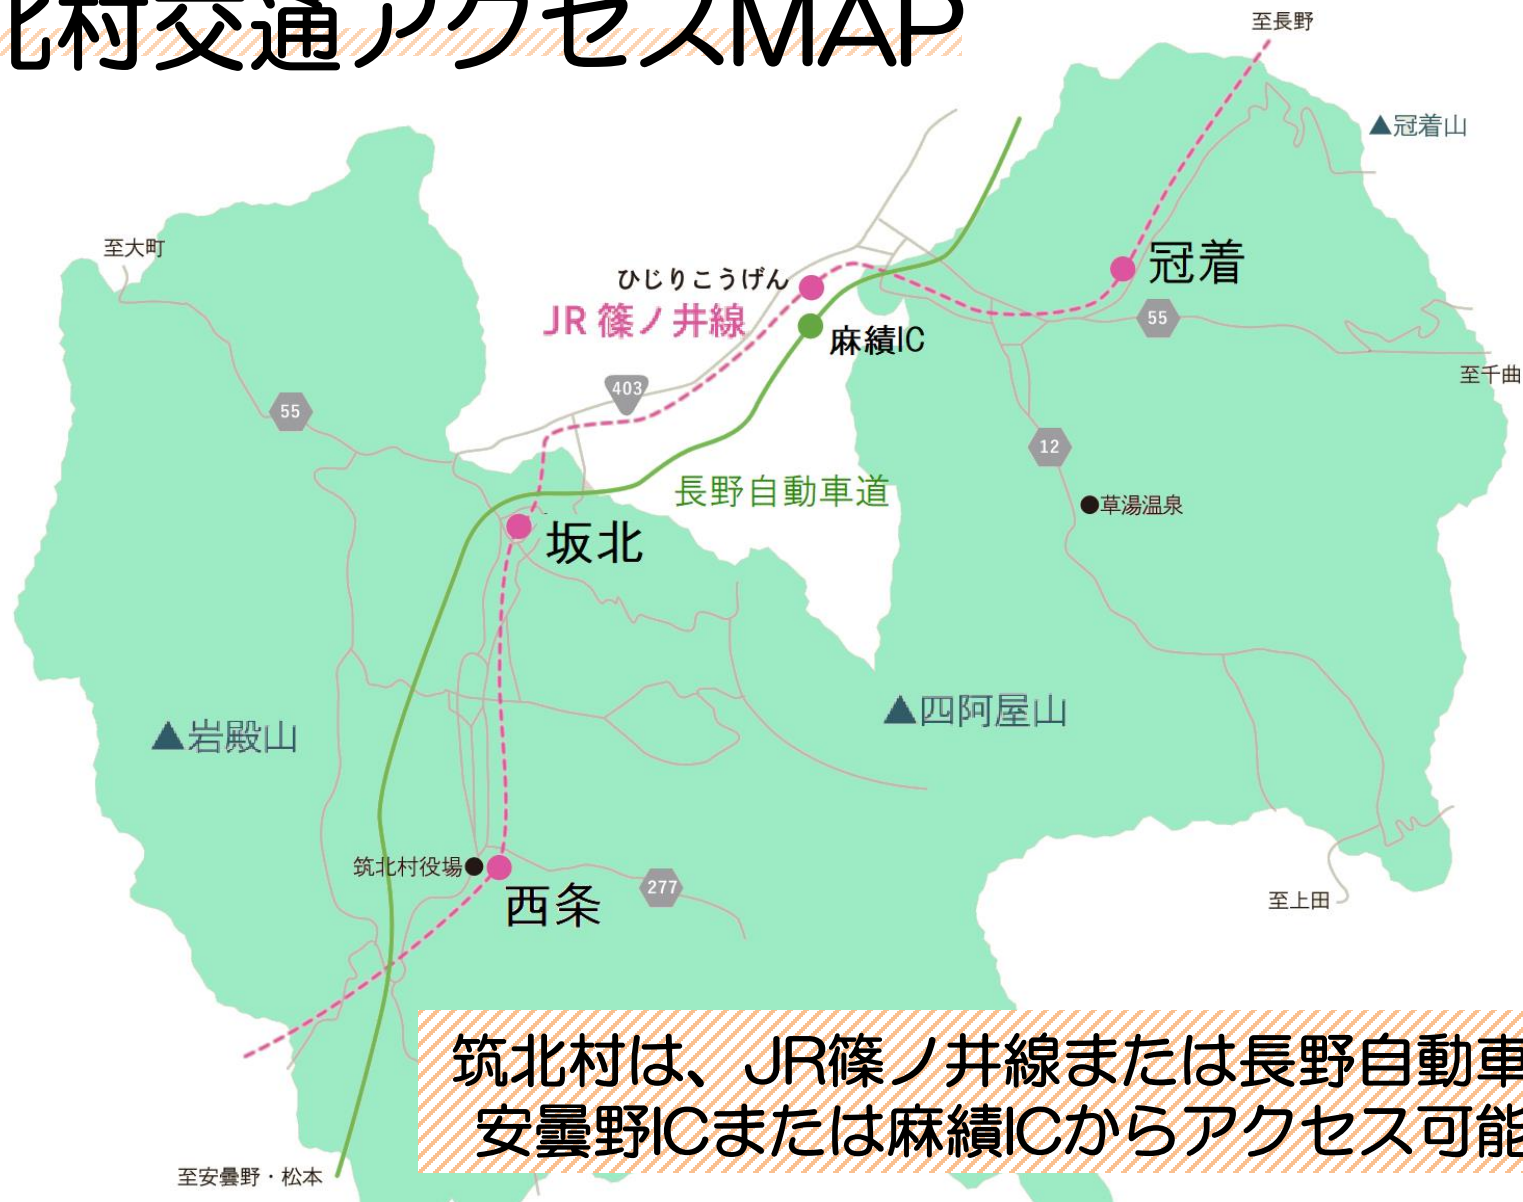 北村交通アクセスMAP
至長野
▲冠着山
至大町
冠着
ひじりこうげん
JR 篠ノ井線
55
麻績IC
至千曲
403
55
12
長野自動車道
●草湯温泉
坂北
▲四阿屋山
▲岩殿山
筑北村役場●
277
西条
至上田
筑北村は、JR篠ノ井線または長野自動車
安曇野ICまたは麻績ICからアクセス可能
至安曇野・松本